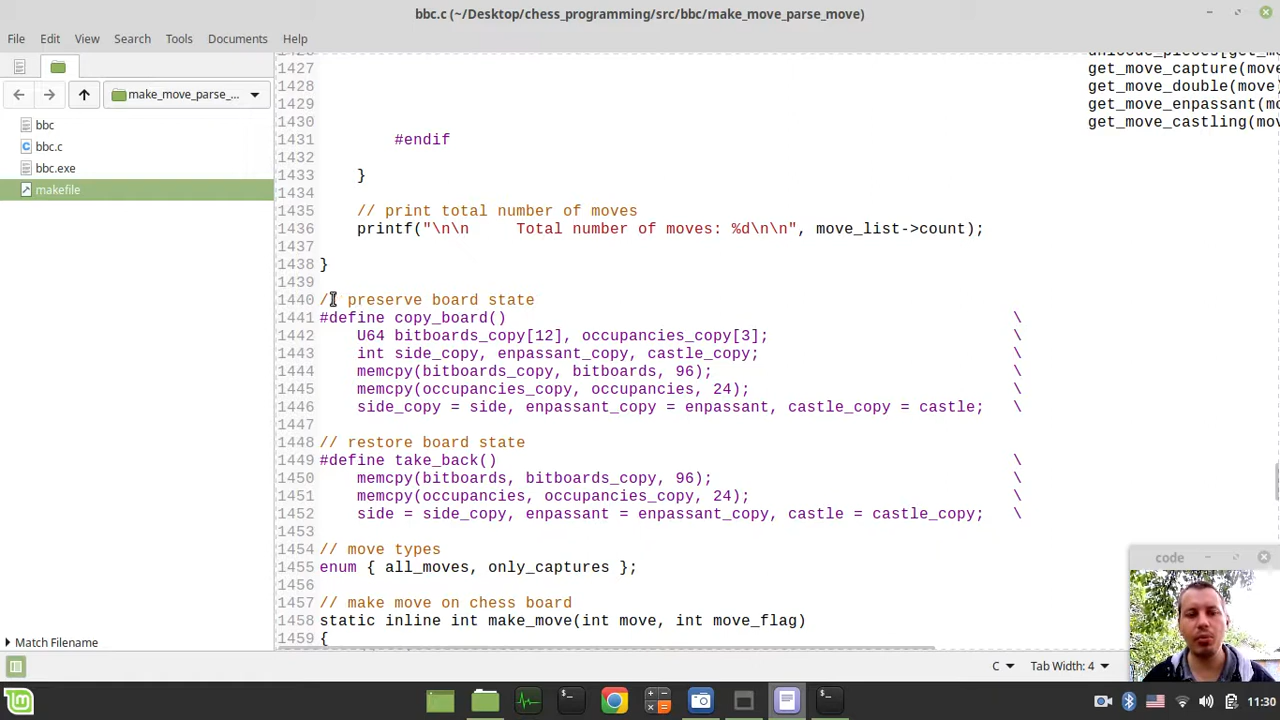 bbc.c (~/Desktop/chess_programming/src/bbc/make_move_parse_move)
File Edit View Search Tools Documents Help
make_move_parse_...
bbc
bbc.c
bbc.exe
makefile
Match Filename
1427 get_move_capture(move
1428 get_move_double(move)
1429 get_move_enpassant(mo
1430 get_move_castling(mov
1431 #endif
1432
1433 }
1434
1435 // print total number of moves
1436 printf("\n\n     Total number of moves: %d\n\n", move_list->count);
1437
1438 }
1439
1440 // preserve board state
1441 #define copy_board() \
1442 U64 bitboards_copy[12], occupancies_copy[3]; \
1443 int side_copy, enpassant_copy, castle_copy; \
1444 memcpy(bitboards_copy, bitboards, 96); \
1445 memcpy(occupancies_copy, occupancies, 24); \
1446 side_copy = side, enpassant_copy = enpassant, castle_copy = castle; \
1447
1448 // restore board state
1449 #define take_back() \
1450 memcpy(bitboards, bitboards_copy, 96); \
1451 memcpy(occupancies, occupancies_copy, 24); \
1452 side = side_copy, enpassant = enpassant_copy, castle = castle_copy; \
1453
1454 // move types
1455 enum { all_moves, only_captures };
1456
1457 // make move on chess board
1458 static inline int make_move(int move, int move_flag)
1459 {
code
C Tab Width: 4
11:30